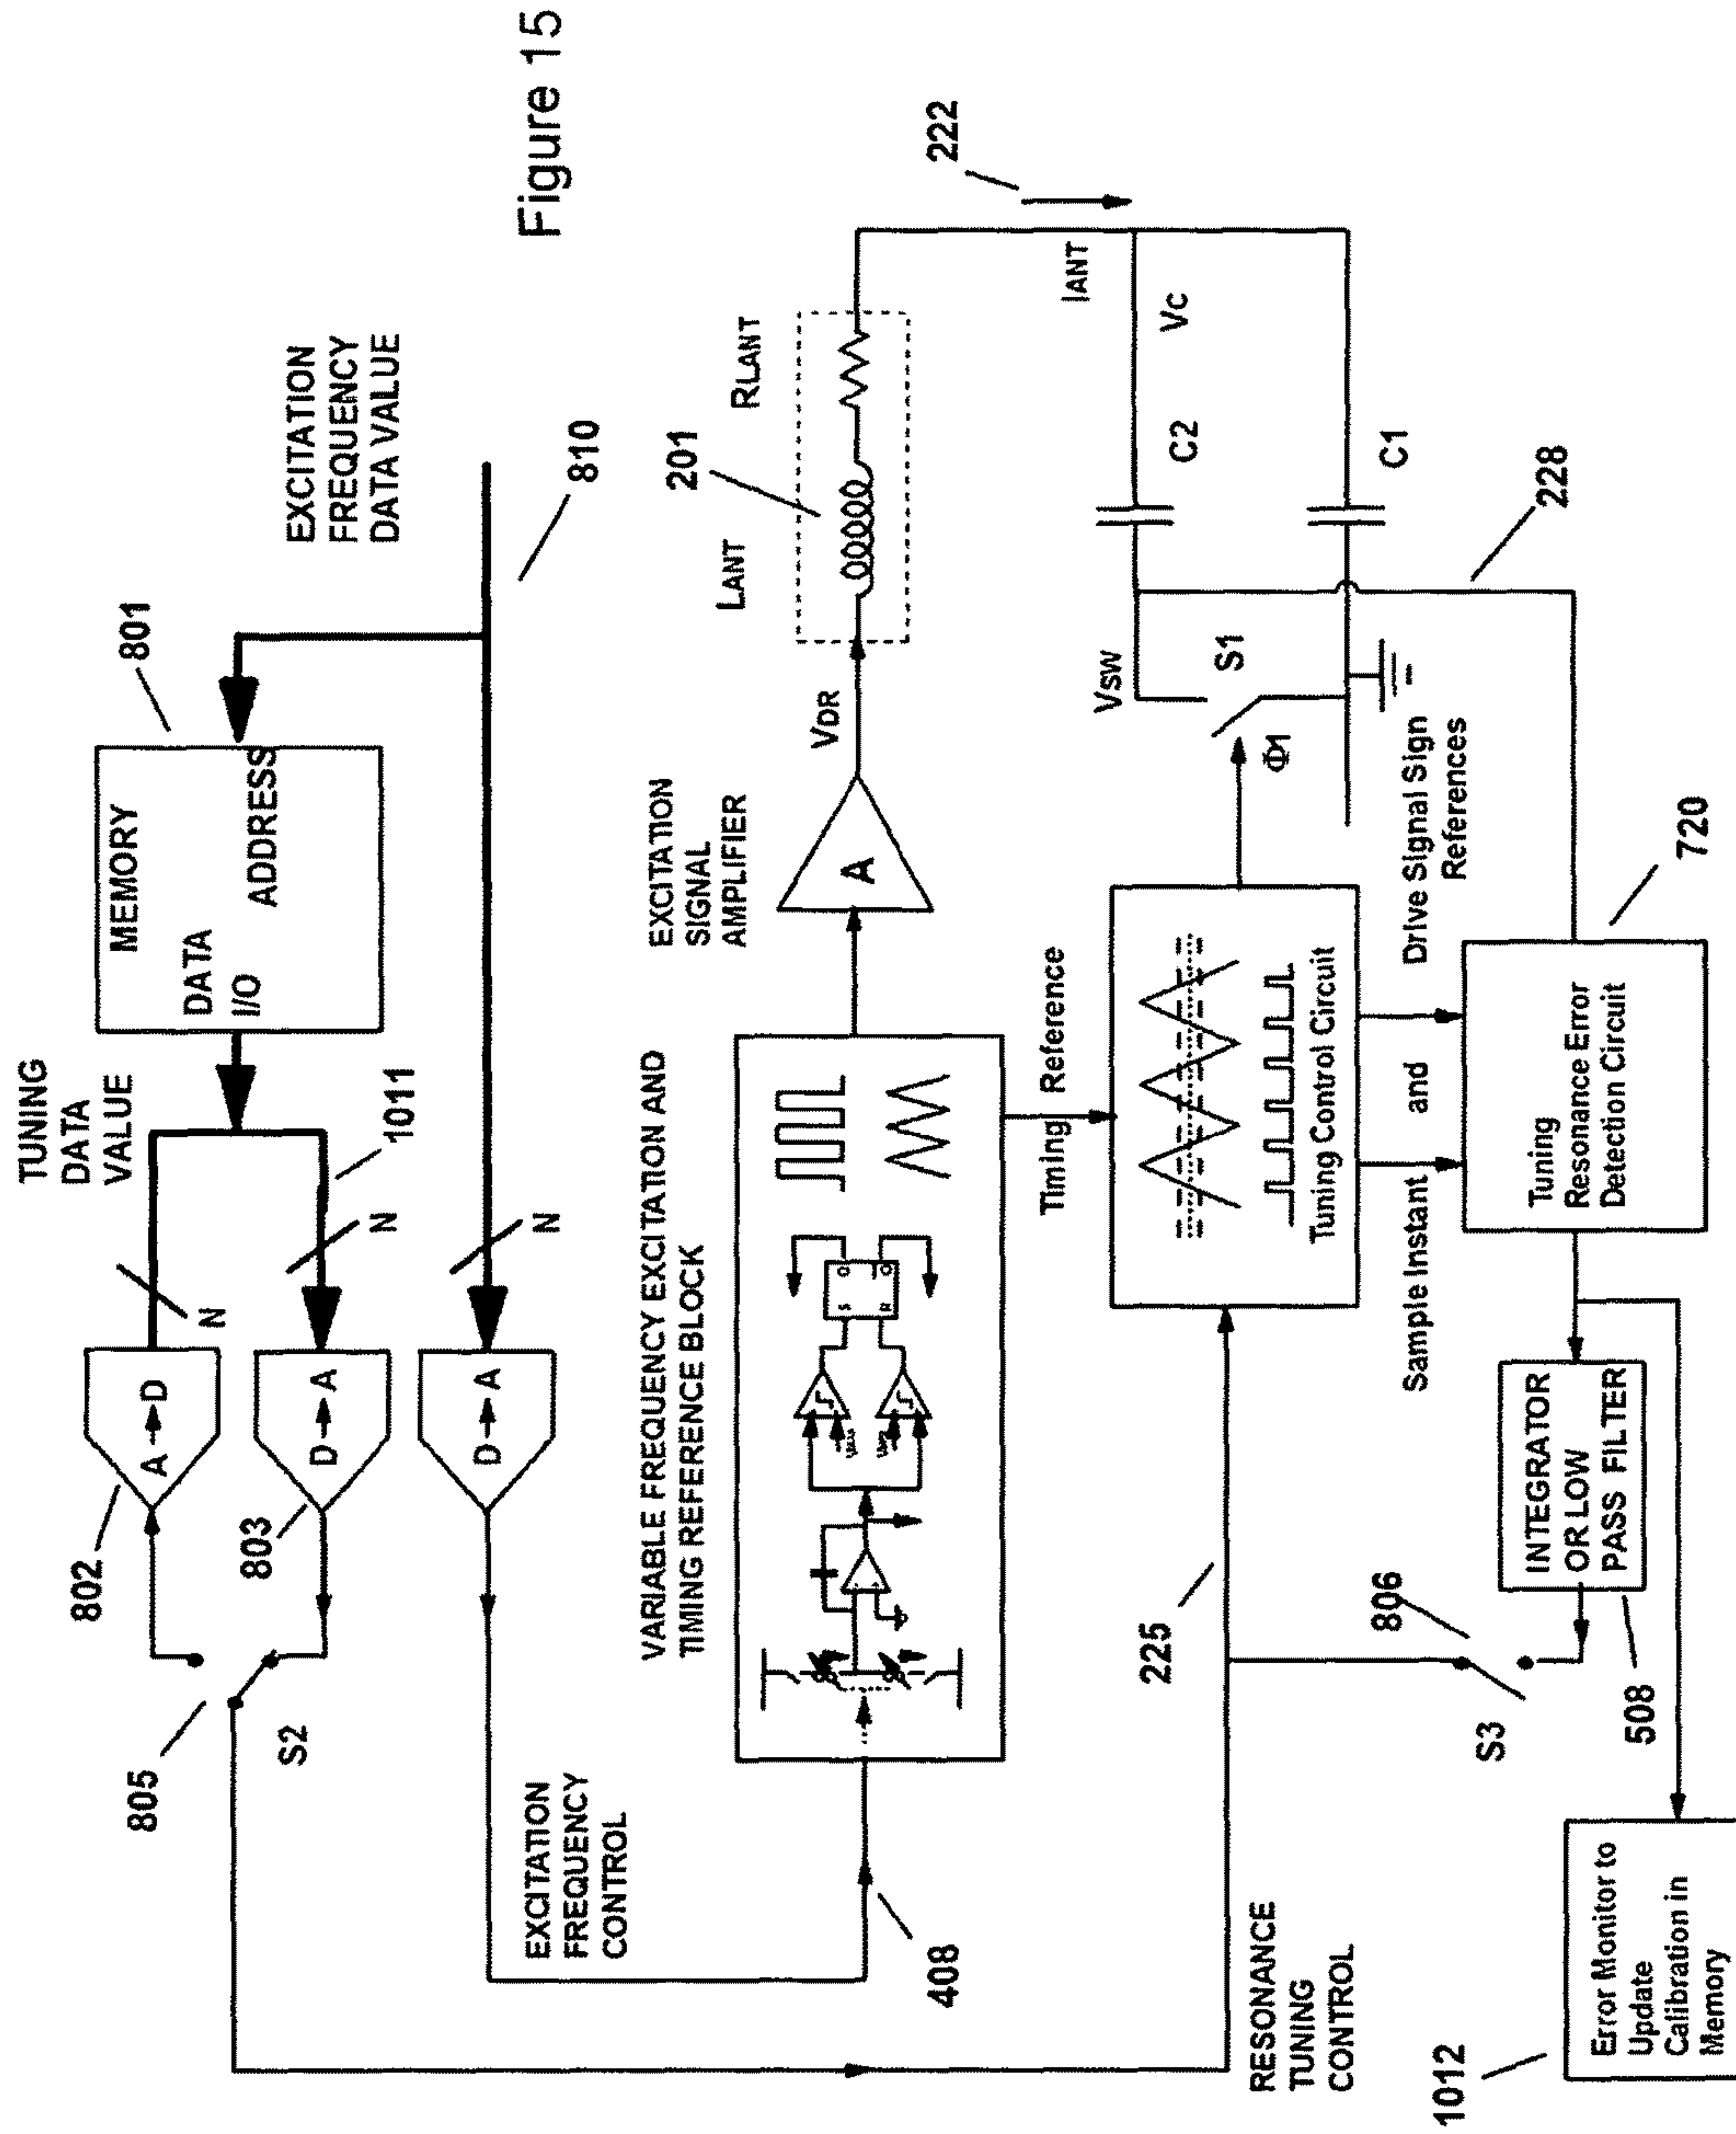 Figure 15
TUNING
DATA
VALUE
MEMORY
DATA
I/O
ADDRESS
801
EXCITATION
FREQUENCY
DATA VALUE
810
802
A → D
N
803
D → A
N
1011
D → A
N
805
S2
EXCITATION
FREQUENCY
CONTROL
408
VARIABLE FREQUENCY EXCITATION AND
TIMING REFERENCE BLOCK
S
R
Q
Q
EXCITATION
SIGNAL
AMPLIFIER
A
VDR
LANT
RLANT
201
222
IANT
Vc
C2
C1
VSW
S1
Φ1
228
Timing Reference
Tuning Control Circuit
Sample Instant and Drive Signal Sign
References
720
Tuning
Resonance Error
Detection Circuit
225
RESONANCE
TUNING
CONTROL
806
S3
INTEGRATOR
OR LOW
PASS FILTER
508
1012
Error Monitor to
Update
Calibration in
Memory